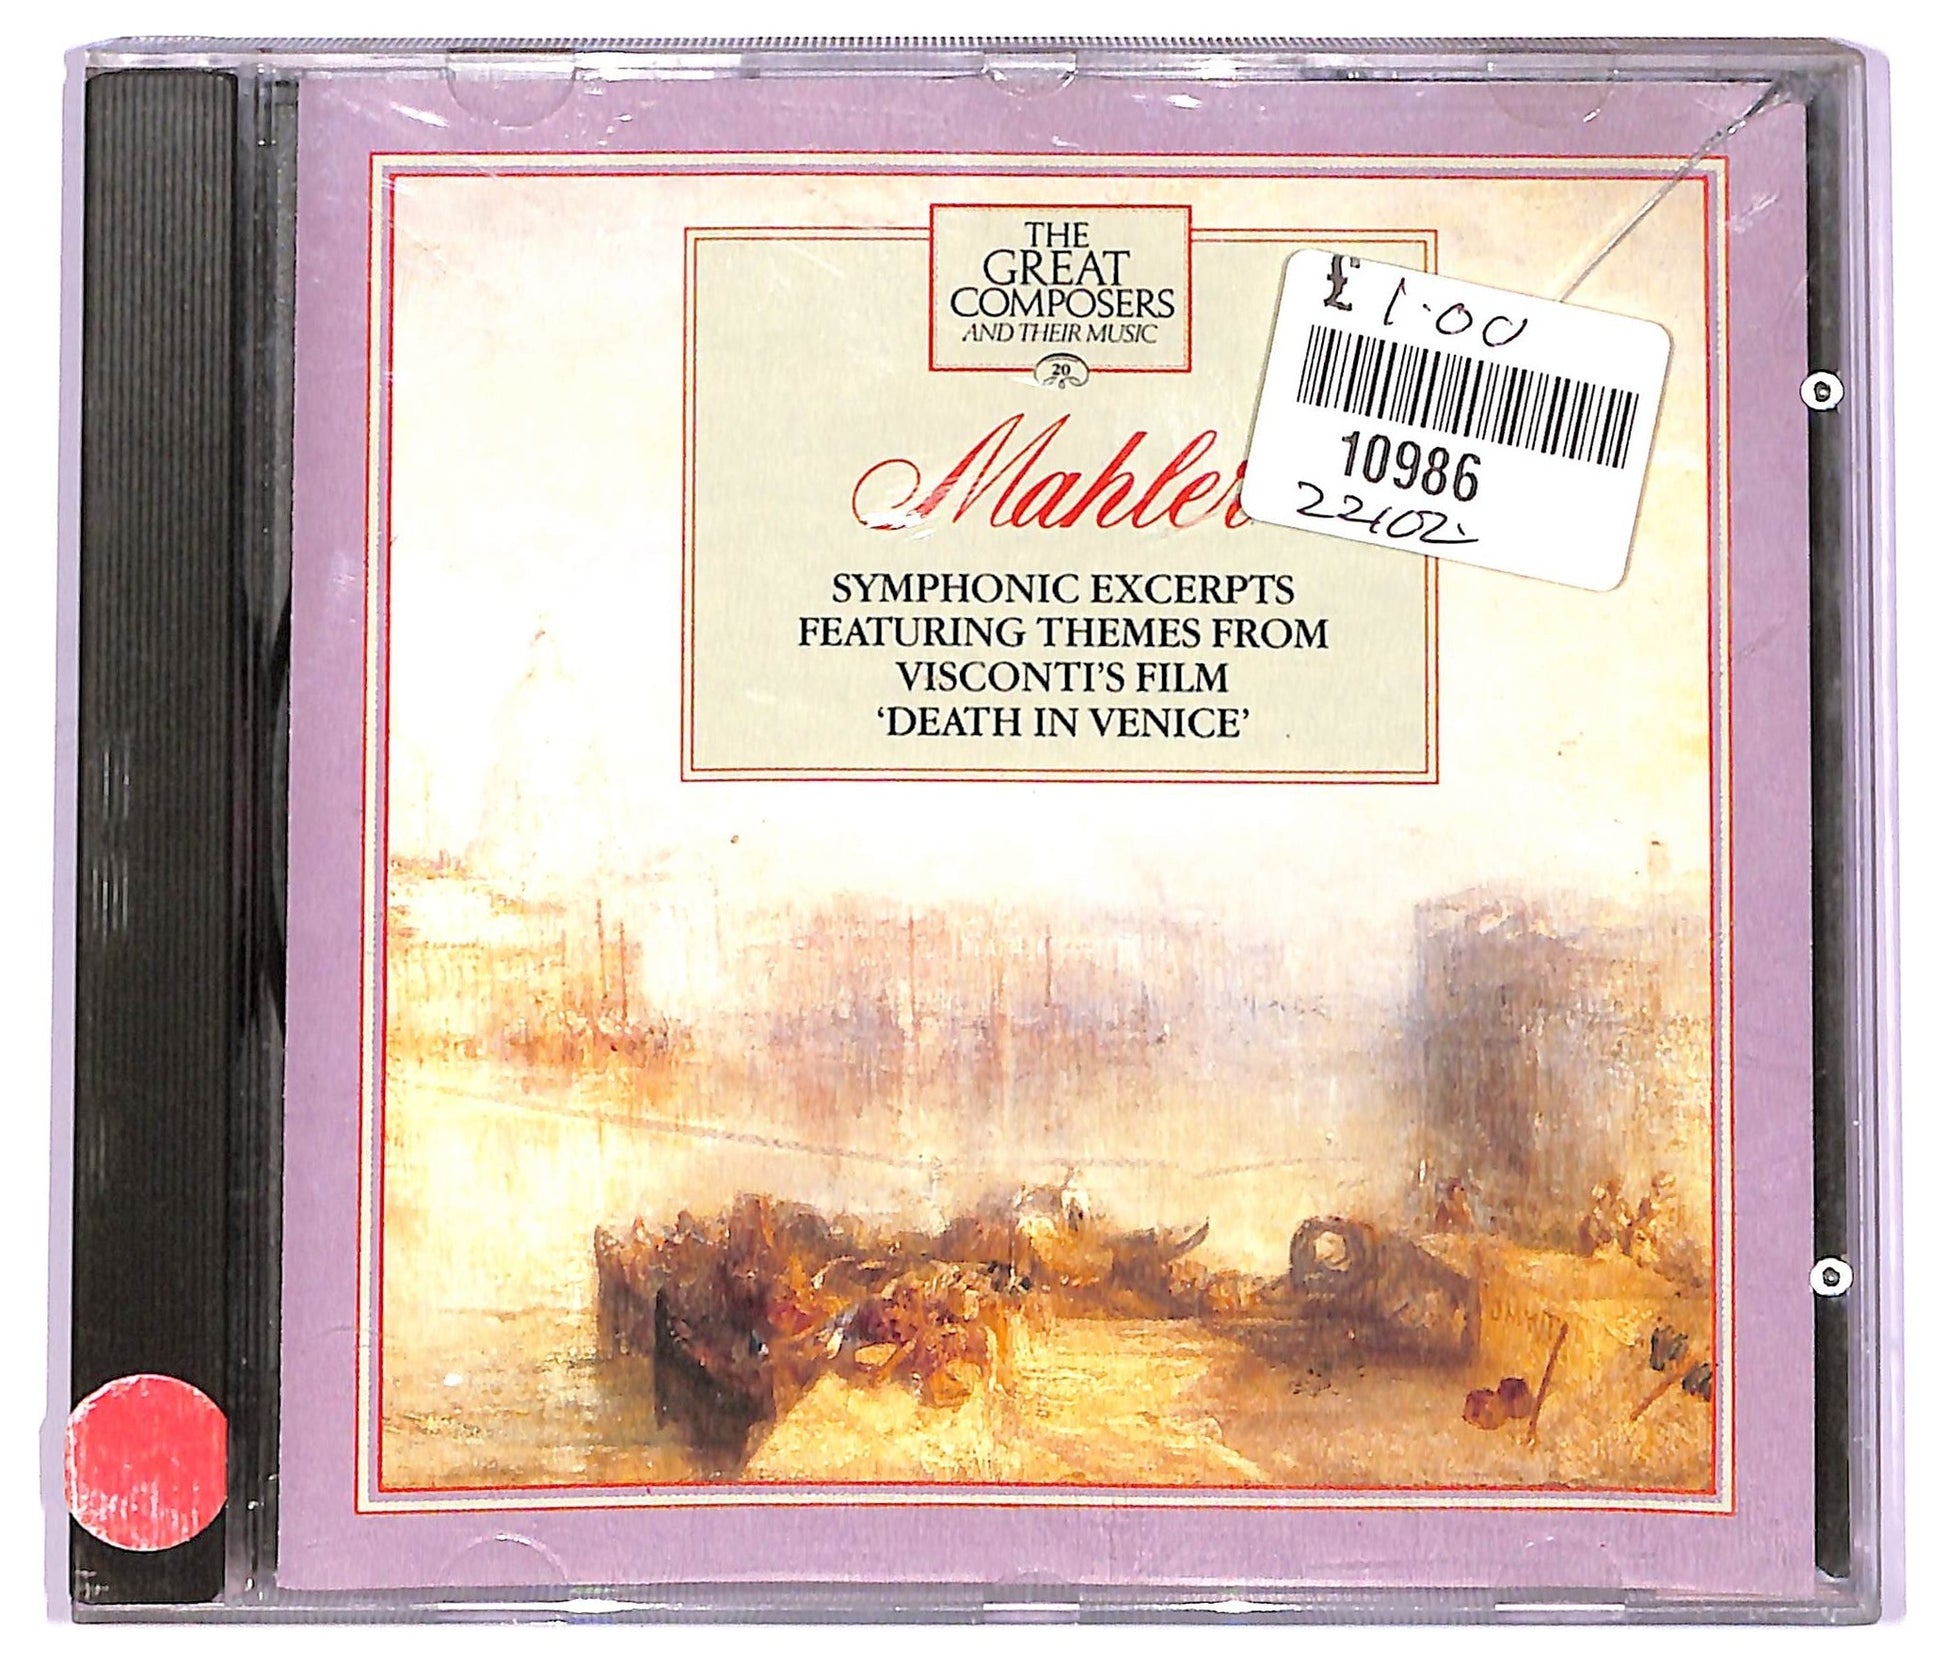 THE
GREAT
COMPOSERS
AND THEIR MUSIC
20
£ 1.00
10986
Mahler
SYMPHONIC EXCERPTS
FEATURING THEMES FROM
VISCONTI'S FILM
‘DEATH IN VENICE’